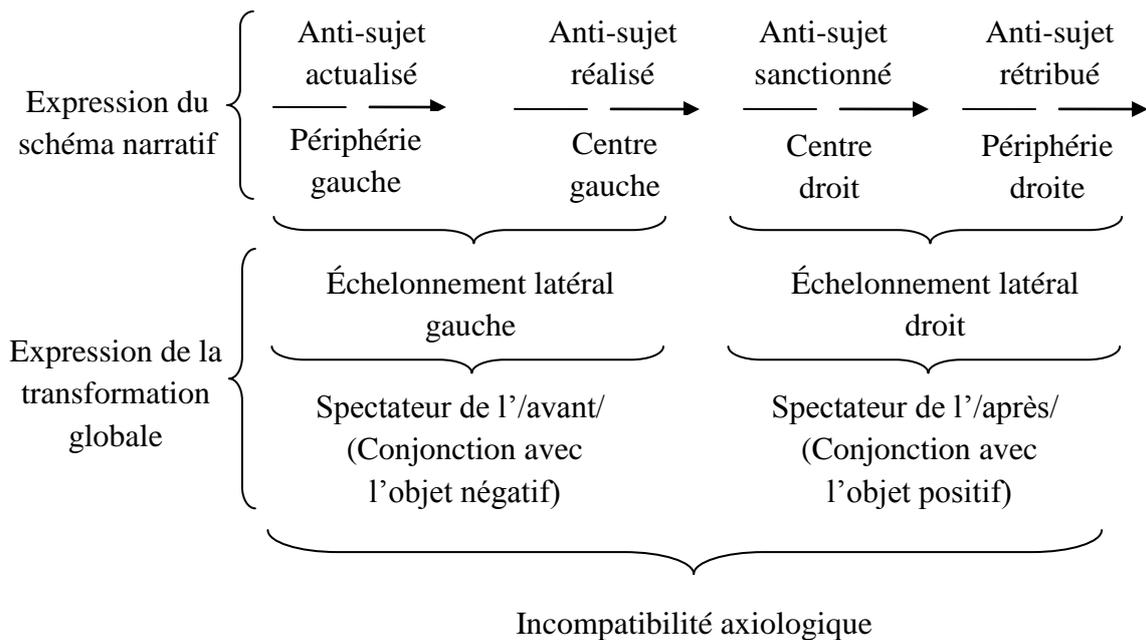 Anti-sujet
actualisé
Anti-sujet
réalisé
Anti-sujet
sanctionné
Anti-sujet
rétribué
Expression du
schéma narratif
Périphérie
gauche
Centre
gauche
Centre
droit
Périphérie
droite
Échelonnement latéral
gauche
Échelonnement latéral
droit
Expression de la
transformation
globale
Spectateur de l’/avant/
(Conjonction avec
l’objet négatif)
Spectateur de l’/après/
(Conjonction avec
l’objet positif)
Incompatibilité axiologique